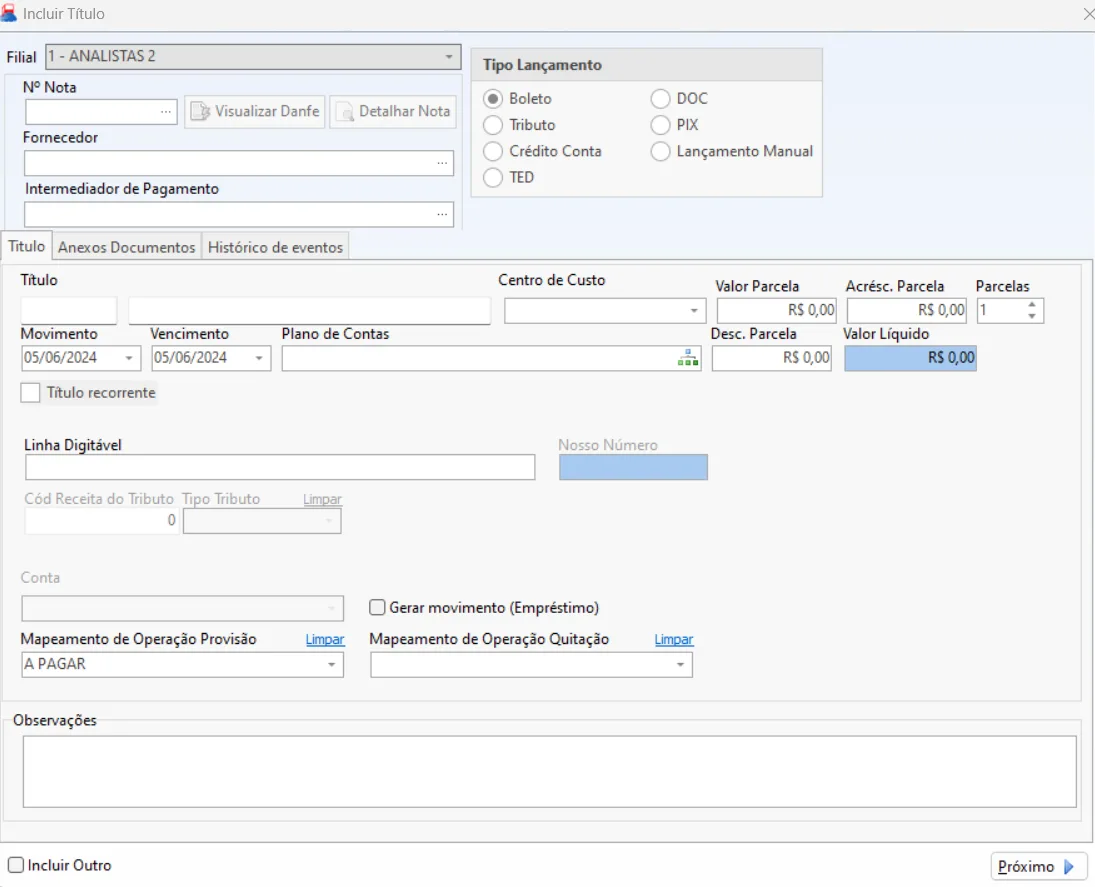 Incluir Título
Filial 1 - ANALISTAS 2
Nº Nota
... Visualizar Danfe Detalhar Nota
Fornecedor
...
Intermediador de Pagamento
...
Tipo Lançamento
Boleto DOC
Tributo PIX
Crédito Conta Lançamento Manual
TED
Titulo Anexos Documentos Histórico de eventos
Título Centro de Custo Valor Parcela Acrésc. Parcela Parcelas
R$ 0,00 R$ 0,00 1
Movimento Vencimento Plano de Contas Desc. Parcela Valor Líquido
05/06/2024 05/06/2024 R$ 0,00 R$ 0,00
Título recorrente
Linha Digitável Nosso Número
Cód Receita do Tributo Tipo Tributo Limpar
0
Conta
Gerar movimento (Empréstimo)
Mapeamento de Operação Provisão Limpar Mapeamento de Operação Quitação Limpar
A PAGAR
Observações
Incluir Outro Próximo